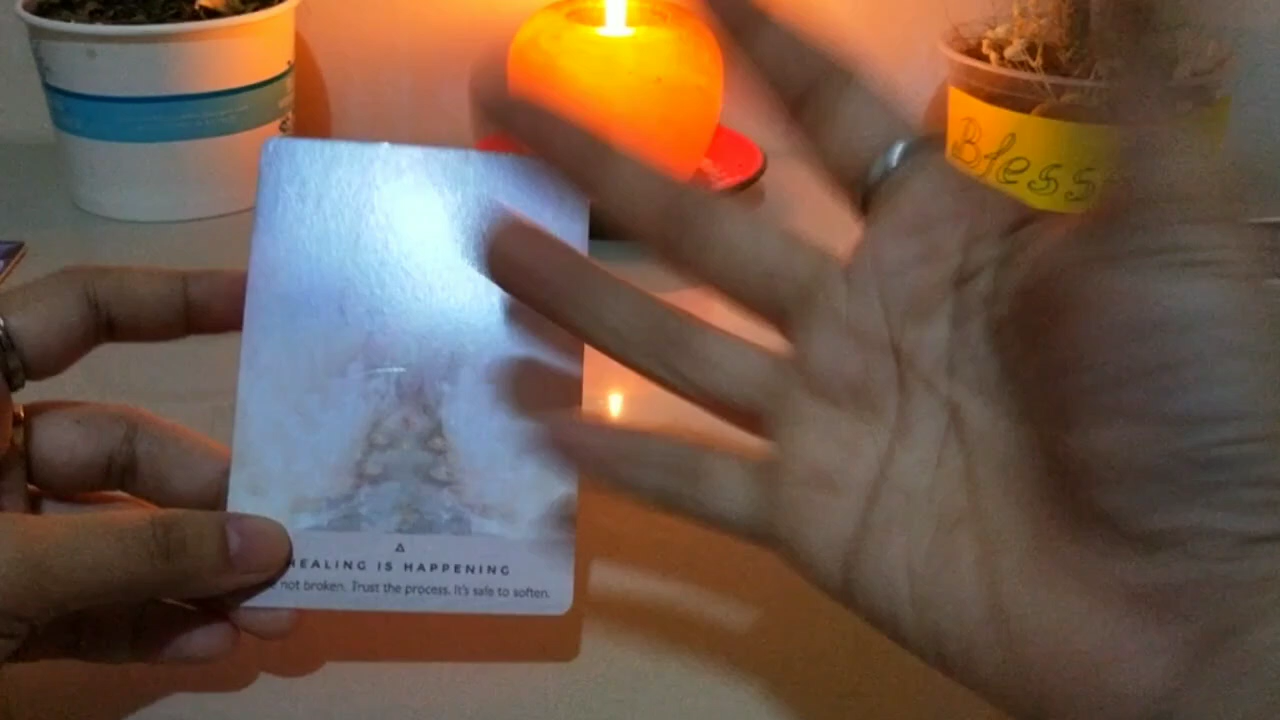 Bless
HEALING IS HAPPENING
not broken. Trust the process. It's safe to soften.